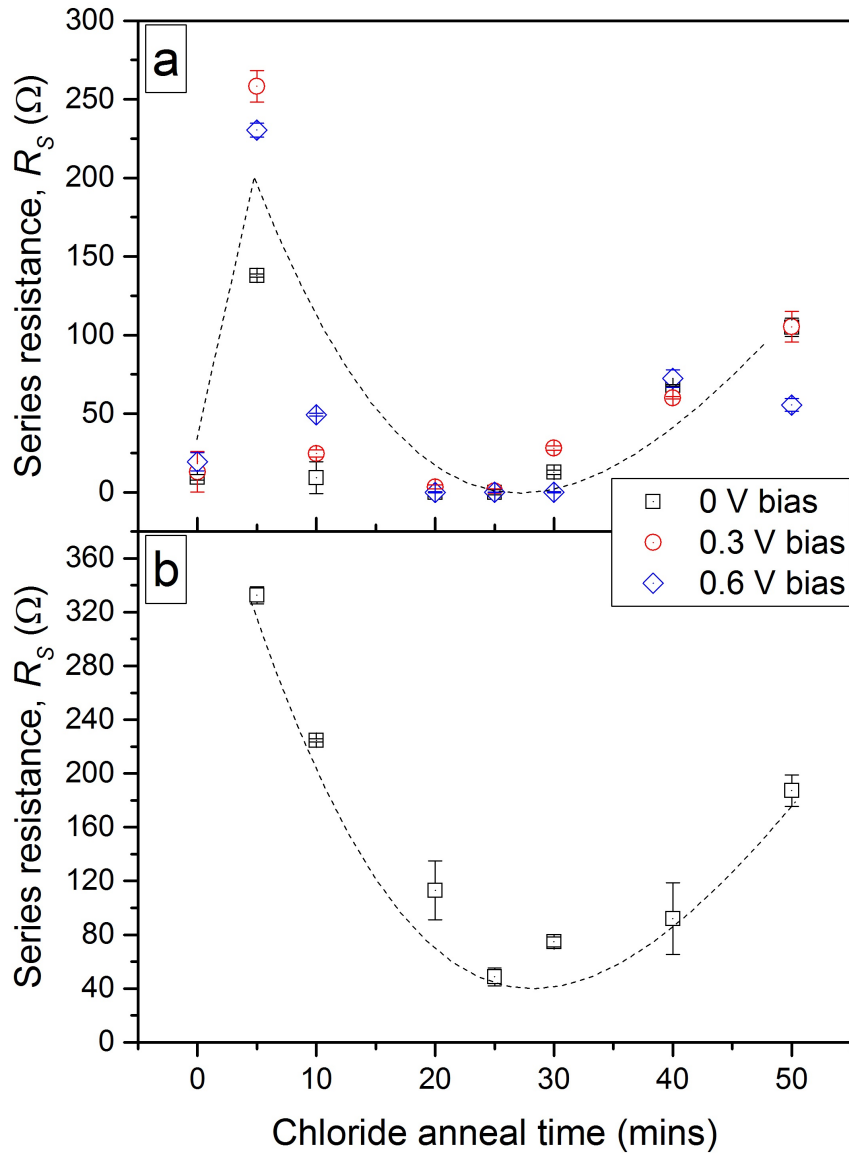 300
250
200
150
100
50
0
Series resistance, R_S (Ω)
a
0 V bias
0.3 V bias
0.6 V bias
360
320
280
240
200
160
120
80
40
0
Series resistance, R_S (Ω)
b
0 10 20 30 40 50
Chloride anneal time (mins)